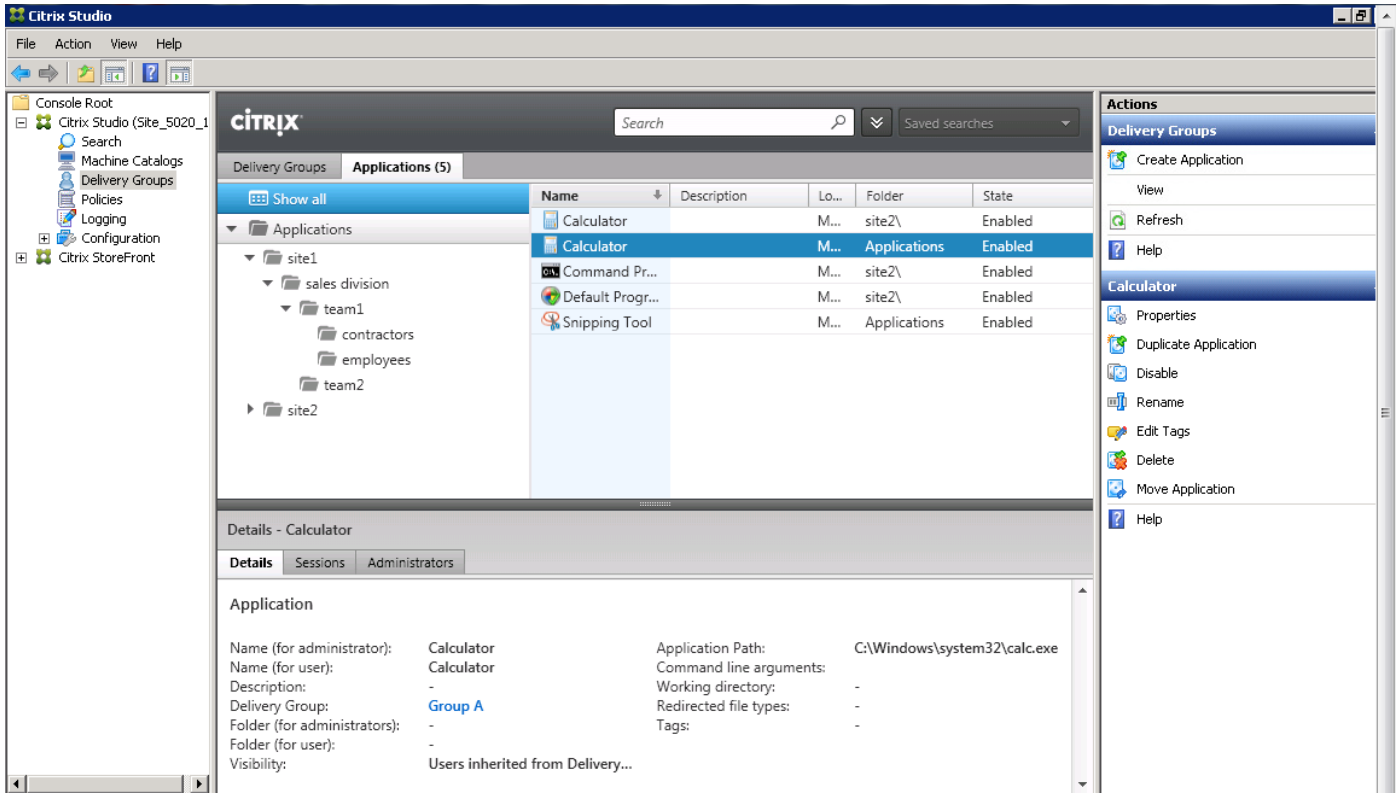 Citrix Studio
File Action View Help
Console Root
Citrix Studio (Site_5020_1
Search
Machine Catalogs
Delivery Groups
Policies
Logging
Configuration
Citrix StoreFront
CİTRIX
Search
Saved searches
Delivery Groups Applications (5)
Show all
Applications
site1
sales division
team1
contractors
employees
team2
site2
Name Description Lo... Folder State
Calculator M... site2\ Enabled
Calculator M... Applications Enabled
Command Pr... M... site2\ Enabled
Default Progr... M... site2\ Enabled
Snipping Tool M... Applications Enabled
Details - Calculator
Details Sessions Administrators
Application
Name (for administrator): Calculator
Name (for user): Calculator
Description: -
Delivery Group: Group A
Folder (for administrators): -
Folder (for user): -
Visibility: Users inherited from Delivery...
Application Path: C:\Windows\system32\calc.exe
Command line arguments:
Working directory: -
Redirected file types: -
Tags: -
Actions
Delivery Groups
Create Application
View
Refresh
Help
Calculator
Properties
Duplicate Application
Disable
Rename
Edit Tags
Delete
Move Application
Help